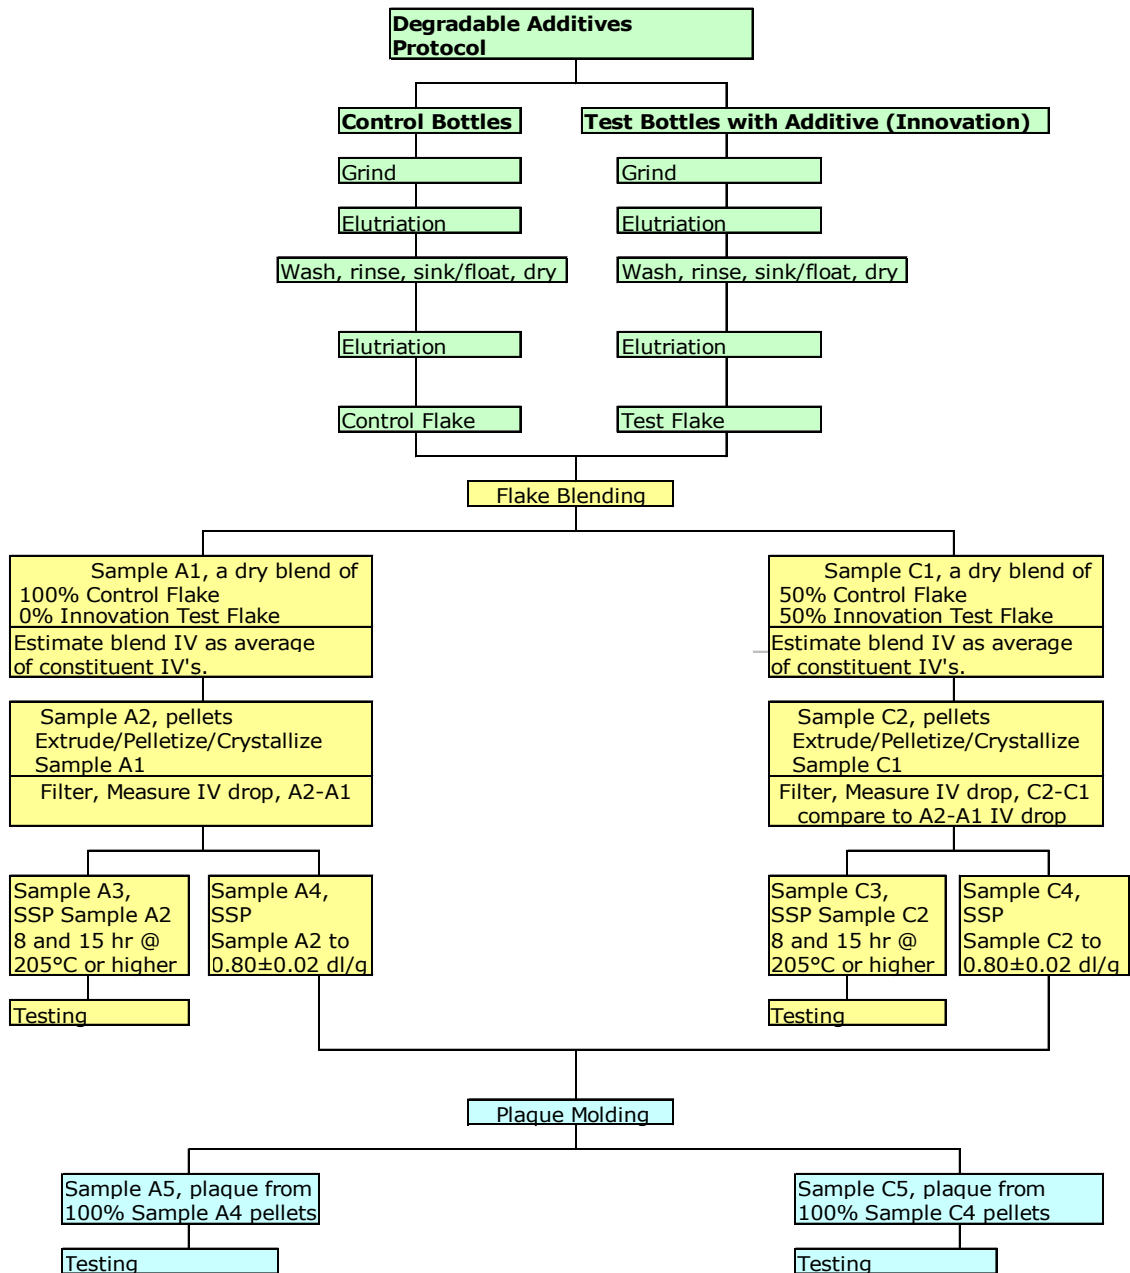 Degradable Additives
Protocol
Control Bottles
Test Bottles with Additive (Innovation)
Grind
Grind
Elutriation
Elutriation
Wash, rinse, sink/float, dry
Wash, rinse, sink/float, dry
Elutriation
Elutriation
Control Flake
Test Flake
Flake Blending
Sample A1, a dry blend of
100% Control Flake
0% Innovation Test Flake
Estimate blend IV as average
of constituent IV's.
Sample C1, a dry blend of
50% Control Flake
50% Innovation Test Flake
Estimate blend IV as average
of constituent IV's.
Sample A2, pellets
Extrude/Pelletize/Crystallize
Sample A1
Filter, Measure IV drop, A2-A1
Sample C2, pellets
Extrude/Pelletize/Crystallize
Sample C1
Filter, Measure IV drop, C2-C1
compare to A2-A1 IV drop
Sample A3,
SSP Sample A2
8 and 15 hr @
205°C or higher
Sample A4,
SSP
Sample A2 to
0.80±0.02 dl/g
Sample C3,
SSP Sample C2
8 and 15 hr @
205°C or higher
Sample C4,
SSP
Sample C2 to
0.80±0.02 dl/g
Testing
Testing
Plaque Molding
Sample A5, plaque from
100% Sample A4 pellets
Sample C5, plaque from
100% Sample C4 pellets
Testing
Testing